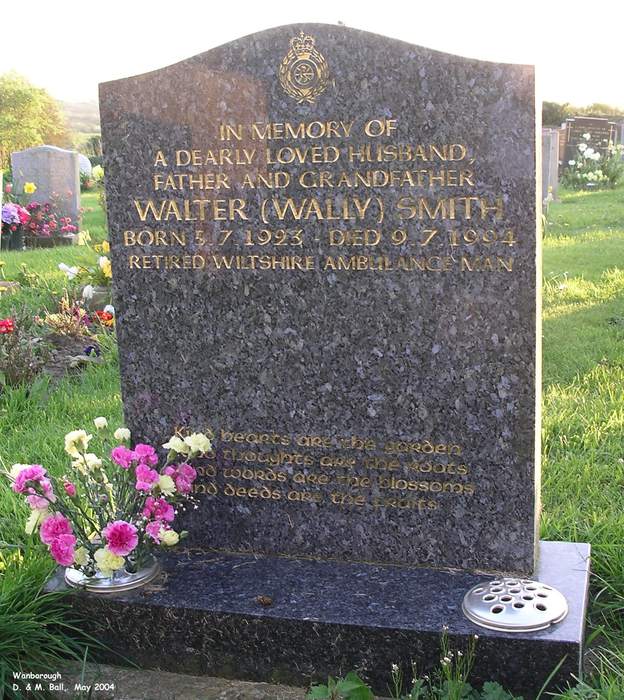 IN MEMORY OF
A DEARLY LOVED HUSBAND,
FATHER AND GRANDFATHER
WALTER (WALLY) SMITH
BORN 5.7.1923 - DIED 9.7.1994
RETIRED WILTSHIRE AMBULANCE MAN
Kind hearts are the garden
thoughts are the roots
words are the blossoms
deeds are the fruits
Wanborough
D. & M. Ball, May 2004